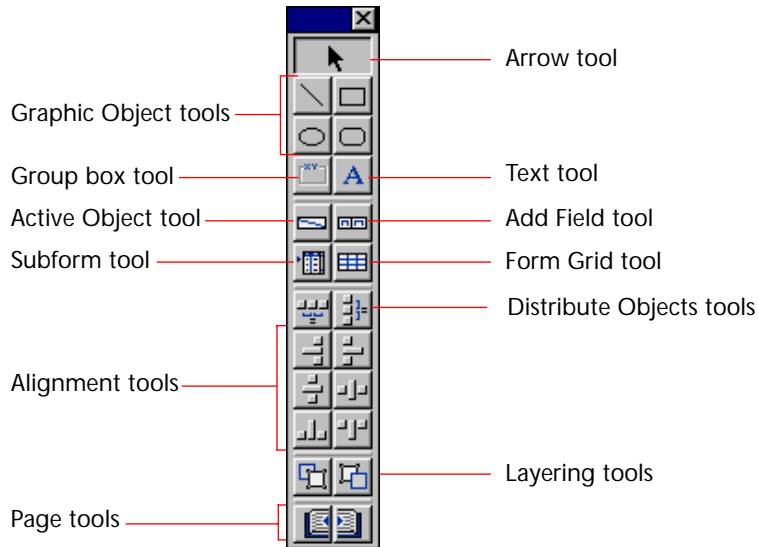 Arrow tool
Graphic Object tools
Group box tool
XY
A
Text tool
Active Object tool
Add Field tool
Subform tool
Form Grid tool
Distribute Objects tools
Alignment tools
Layering tools
Page tools